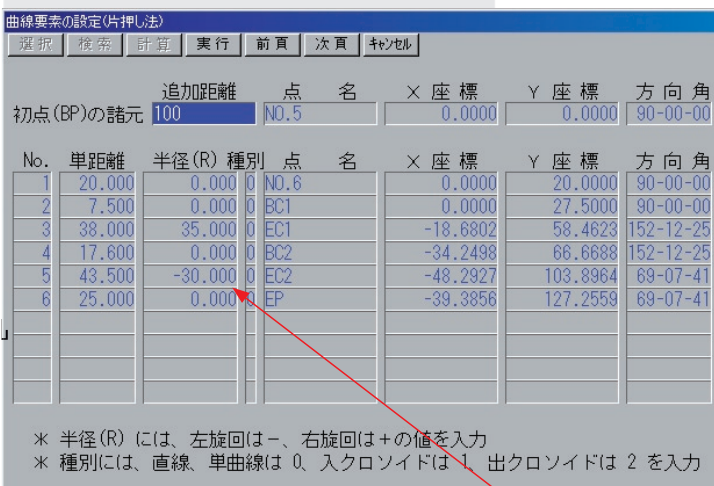 曲線要素の設定(片押し法)
選択 検索 計算 実行 前頁 次頁 ｷｬﾝｾﾙ
追加距離 点 名 X 座 標 Y 座 標 方 向 角
初点(BP)の諸元 100 NO.5 0.0000 0.0000 90-00-00
No. 単距離 半径(R) 種別 点 名 X 座 標 Y 座 標 方 向 角
1 20.000 0.000 0 NO.6 0.0000 20.0000 90-00-00
2 7.500 0.000 0 BC1 0.0000 27.5000 90-00-00
3 38.000 35.000 0 EC1 -18.6802 58.4623 152-12-25
4 17.600 0.000 0 BC2 -34.2498 66.6688 152-12-25
5 43.500 -30.000 0 EC2 -48.2927 103.8964 69-07-41
6 25.000 0.000 0 EP -39.3856 127.2559 69-07-41
＊ 半径(R) には、左旋回は－、右旋回は＋の値を入力
＊ 種別には、直線、単曲線は 0、入クロソイドは 1、出クロソイドは 2 を入力